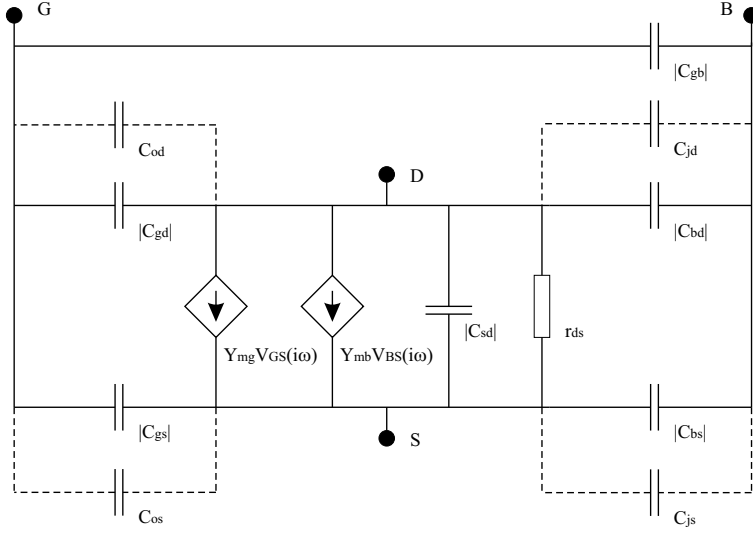 G B
|Cgb|
Cod Cjd
D
|Cgd| |Cbd|
|Csd| rds
YmgVGS(iω) YmbVBS(iω)
|Cgs| S |Cbs|
Cos Cjs